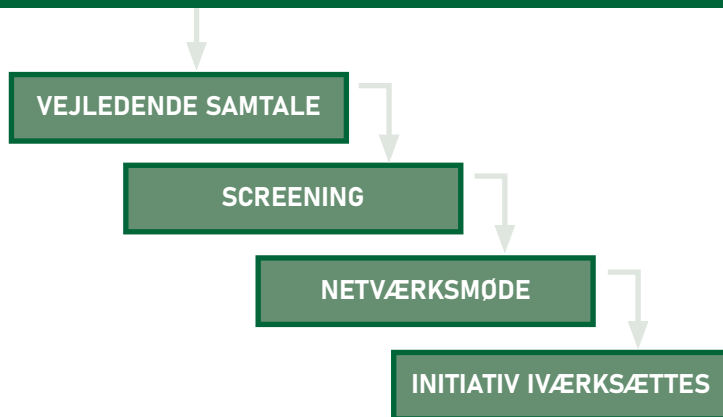 VEJLEDENDE SAMTALE
SCREENING
NETVÆRKSMØDE
INITIATIV IVÆRKSÆTTES